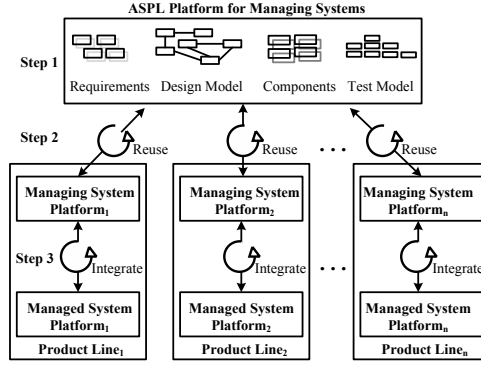 ASPL Platform for Managing Systems
Step 1
Requirements Design Model Components Test Model
Step 2
Reuse Reuse . . . Reuse
Managing System Platform₁
Managing System Platform₂
Managing System Platformₙ
Step 3
Integrate Integrate . . . Integrate
Managed System Platform₁
Managed System Platform₂
Managed System Platformₙ
Product Line₁ Product Line₂ Product Lineₙ